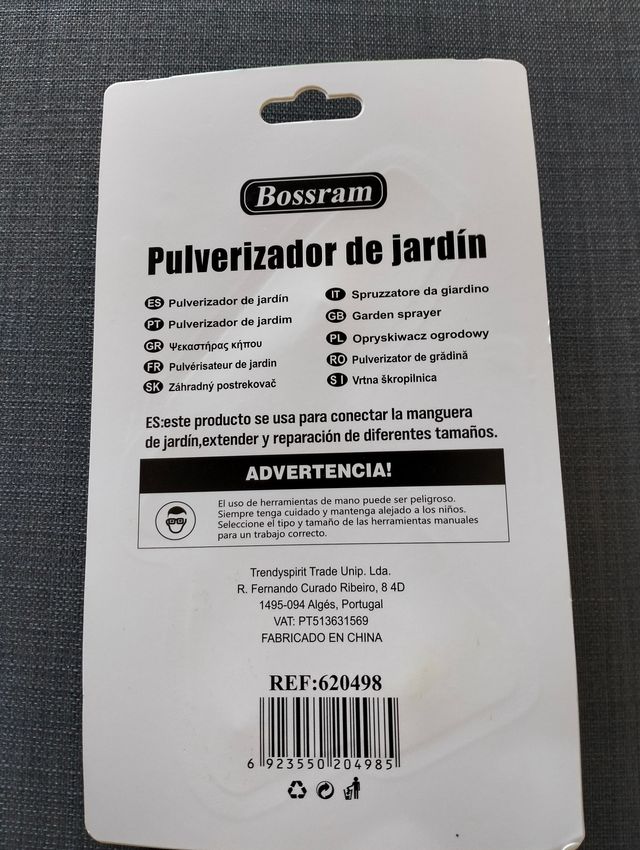 Bossram
Pulverizador de jardín
ES Pulverizador de jardín
PT Pulverizador de jardim
GR Ψεκαστήρας κήπου
FR Pulvérisateur de jardin
SK Záhradný postrekovač
IT Spruzzatore da giardino
GB Garden sprayer
PL Opryskiwacz ogrodowy
RO Pulverizator de grădină
SI Vrtna škropilnica
ES:este producto se usa para conectar la manguera
de jardín,extender y reparación de diferentes tamaños.
ADVERTENCIA!
El uso de herramientas de mano puede ser peligroso.
Siempre tenga cuidado y mantenga alejado a los niños.
Seleccione el tipo y tamaño de las herramientas manuales
para un trabajo correcto.
Trendyspirit Trade Unip. Lda.
R. Fernando Curado Ribeiro, 8 4D
1495-094 Algés, Portugal
VAT: PT513631569
FABRICADO EN CHINA
REF:620498
6 923550 204985